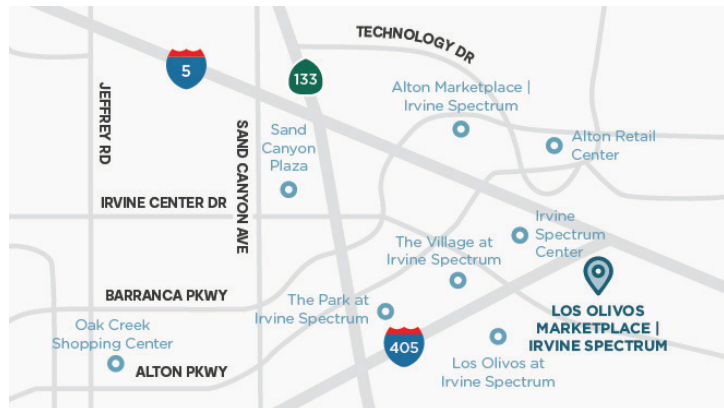 TECHNOLOGY DR
5
133
JEFFREY RD
Alton Marketplace |
Irvine Spectrum
SAND CANYON AVE
Sand
Canyon
Plaza
Alton Retail
Center
IRVINE CENTER DR
Irvine
Spectrum
Center
The Village at
Irvine Spectrum
BARRANCA PKWY
The Park at
Irvine Spectrum
LOS OLIVOS
MARKETPLACE |
IRVINE SPECTRUM
Oak Creek
Shopping Center
405
Los Olivos at
Irvine Spectrum
ALTON PKWY